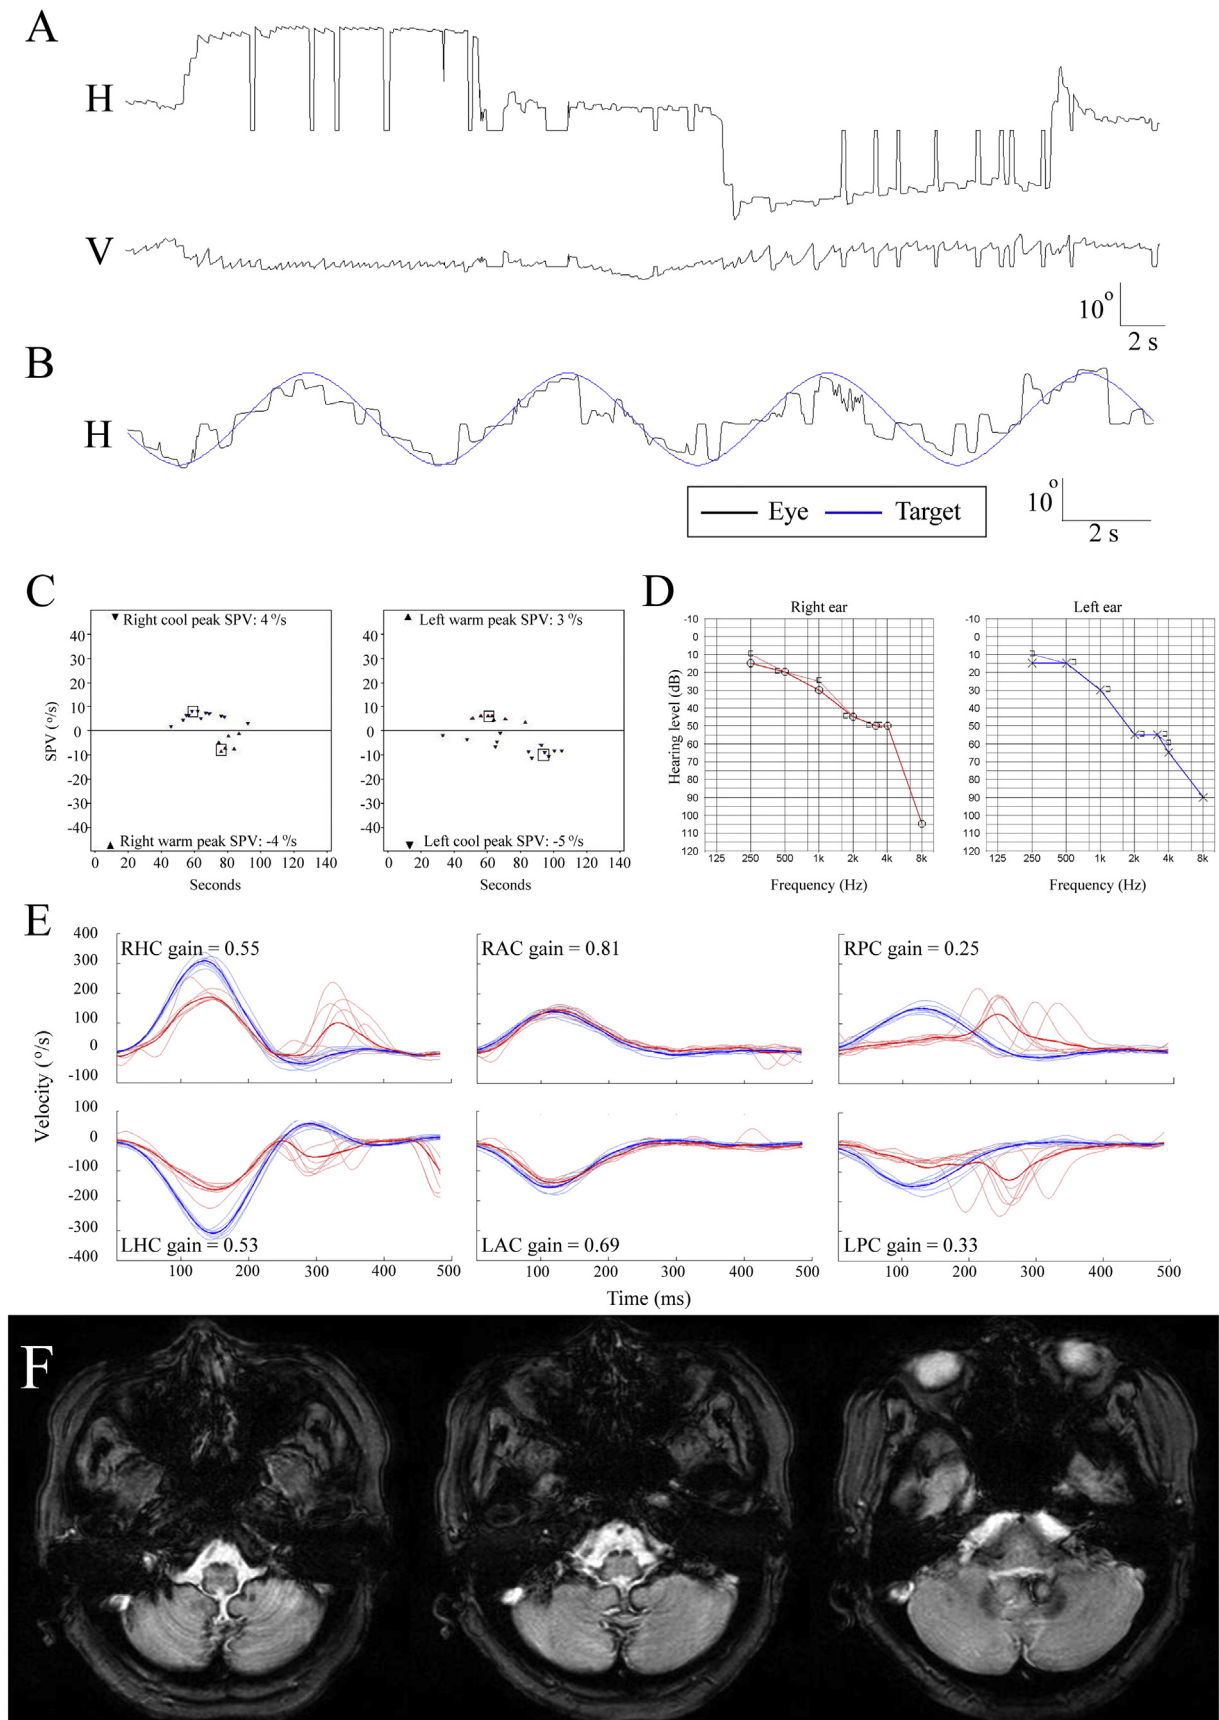 A
H
V
10°
2 s
B
H
10°
2 s
Eye Target
C
Right cool peak SPV: 4 °/s
Left warm peak SPV: 3 °/s
SPV (°/s)
40
30
20
10
0
-10
-20
-30
-40
40
30
20
10
0
-10
-20
-30
-40
Right warm peak SPV: -4 °/s
Left cool peak SPV: -5 °/s
0 20 40 60 80 100 140
0 20 40 60 80 100 120 140
Seconds
Seconds
D
Right ear
Left ear
Hearing level (dB)
-10
0
10
20
30
40
50
60
70
80
90
100
110
120
-10
0
10
20
30
40
50
60
70
80
90
100
110
120
125 250 500 1k 2k 4k 8k
125 250 500 1k 2k 4k 8k
Frequency (Hz)
Frequency (Hz)
E
Velocity (°/s)
400
300
200
100
0
-100
RHC gain = 0.55
RAC gain = 0.81
RPC gain = 0.25
100
0
-100
-200
-300
-400
LHC gain = 0.53
LAC gain = 0.69
LPC gain = 0.33
100 200 300 400 500
100 200 300 400 500
100 200 300 400 500
Time (ms)
F